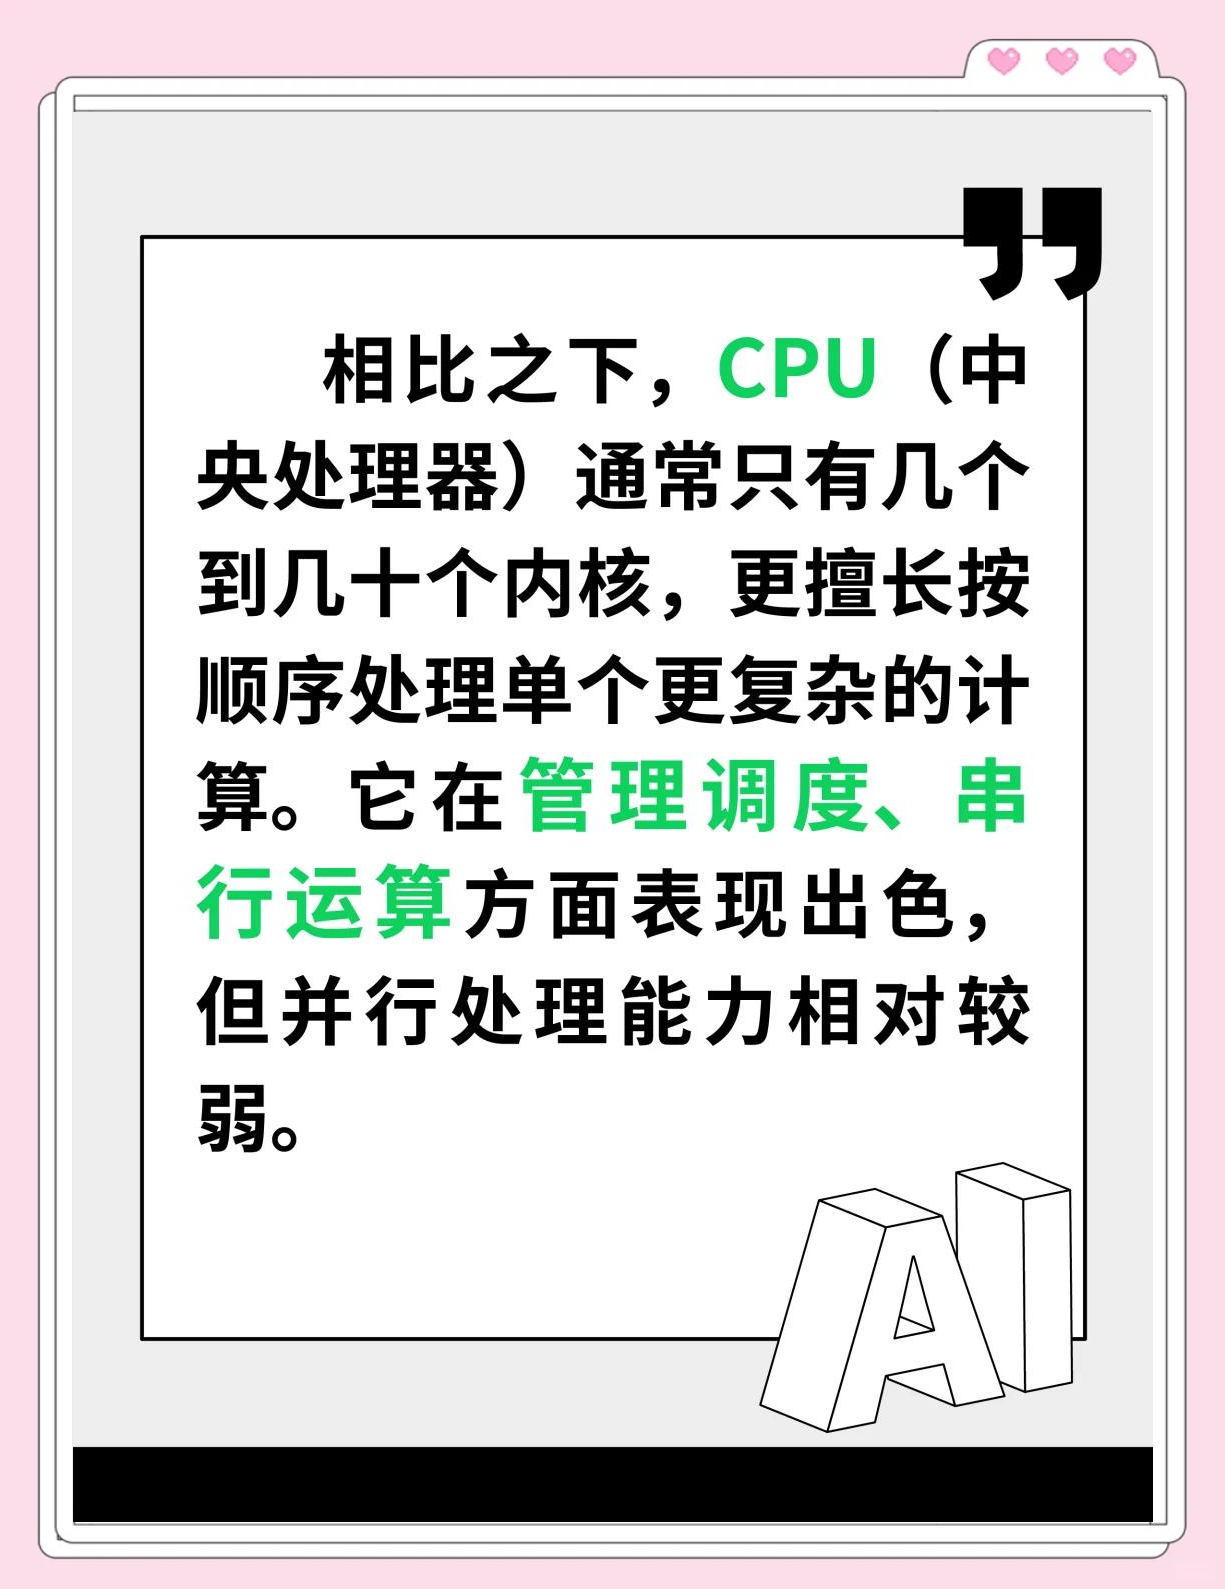 相比之下，CPU（中
央处理器）通常只有几个
到几十个内核，更擅长按
顺序处理单个更复杂的计
算。它在管理调度、串
行运算方面表现出色，
但并行处理能力相对较
弱。
AI